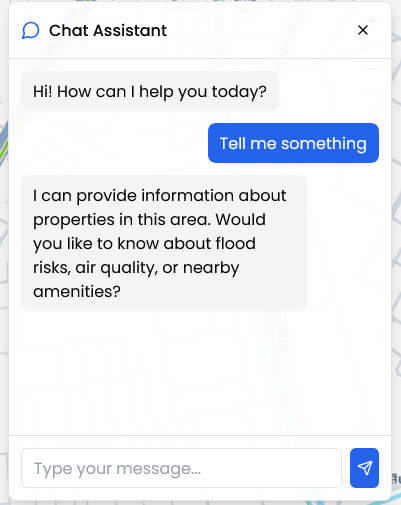 Chat Assistant
Hi! How can I help you today?
Tell me something
I can provide information about
properties in this area. Would
you like to know about flood
risks, air quality, or nearby
amenities?
Type your message...